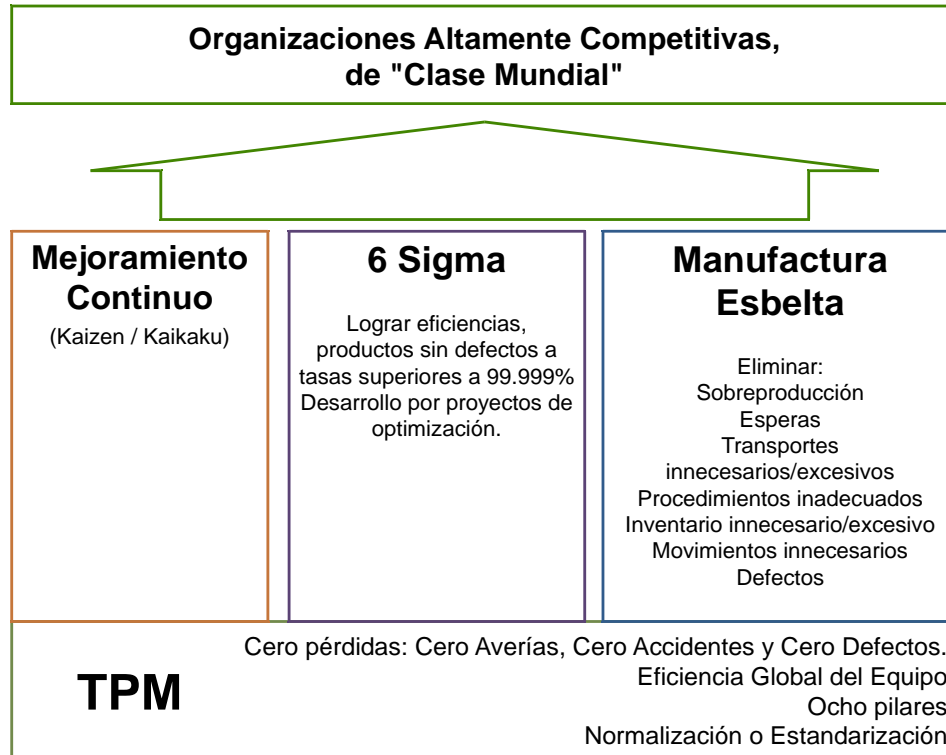 Organizaciones Altamente Competitivas,
de "Clase Mundial"
Mejoramiento
Continuo
(Kaizen / Kaikaku)
6 Sigma
Lograr eficiencias,
productos sin defectos a
tasas superiores a 99.999%
Desarrollo por proyectos de
optimización.
Manufactura
Esbelta
Eliminar:
Sobreproducción
Esperas
Transportes
innecesarios/excesivos
Procedimientos inadecuados
Inventario innecesario/excesivo
Movimientos innecesarios
Defectos
TPM
Cero pérdidas: Cero Averías, Cero Accidentes y Cero Defectos.
Eficiencia Global del Equipo
Ocho pilares
Normalización o Estandarización